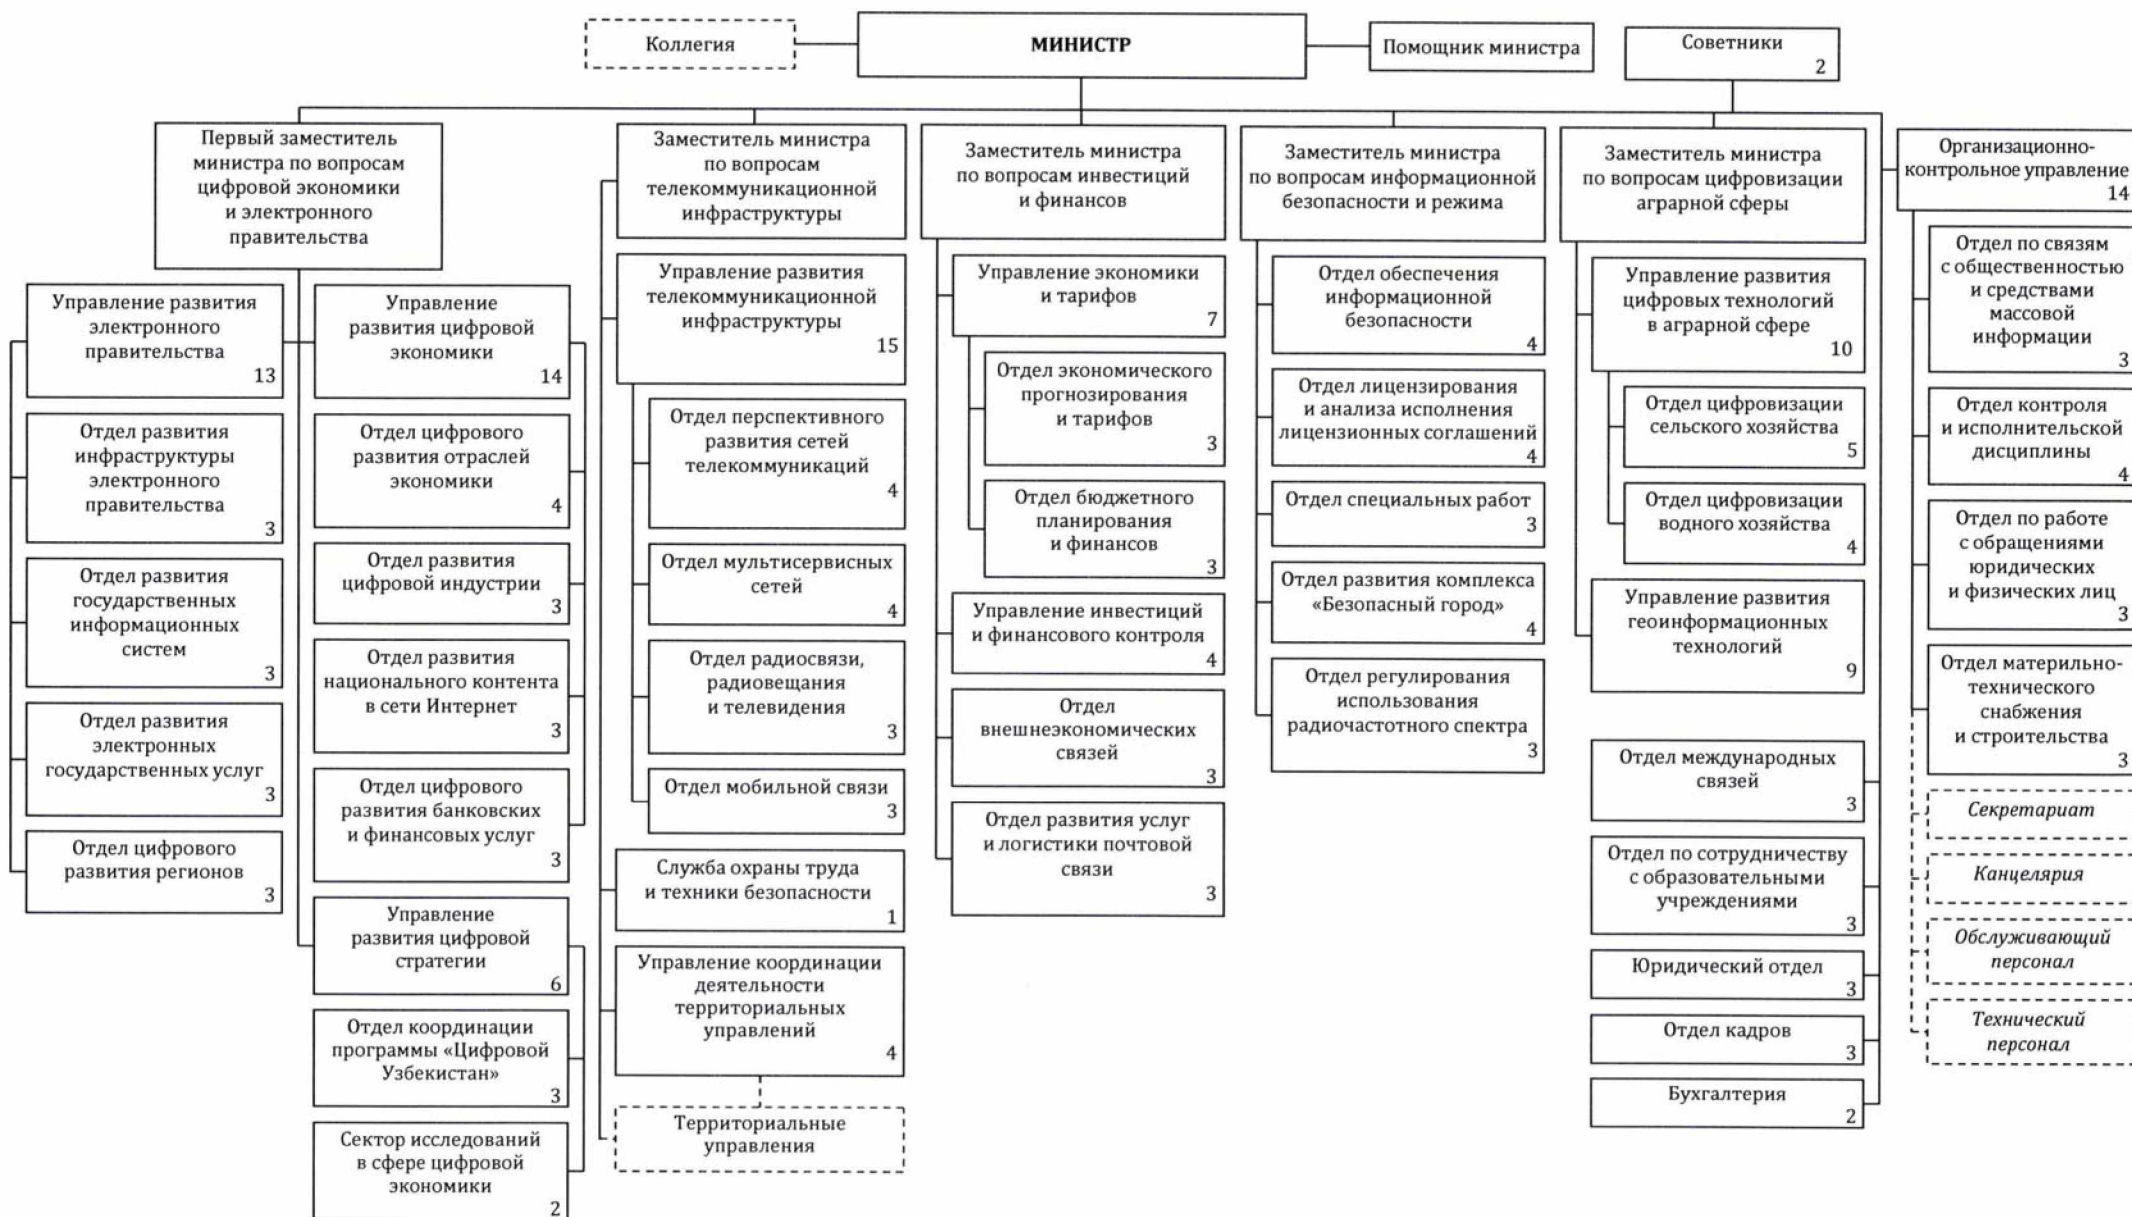 Коллегия
МИНИСТР
Помощник министра
Советники
2
Первый заместитель
министра по вопросам
цифровой экономики
и электронного
правительства
Управление развития
электронного
правительства
13
Отдел развития
инфраструктуры
электронного
правительства
3
Отдел развития
государственных
информационных
систем
3
Отдел развития
электронных
государственных услуг
3
Отдел цифрового
развития регионов
3
Управление
развития цифровой
экономики
14
Отдел цифрового
развития отраслей
экономики
4
Отдел развития
цифровой индустрии
3
Отдел развития
национального контента
в сети Интернет
3
Отдел цифрового
развития банковских
и финансовых услуг
3
Управление
развития цифровой
стратегии
6
Отдел координации
программы «Цифровой
Узбекистан»
3
Сектор исследований
в сфере цифровой
экономики
2
Заместитель министра
по вопросам
телекоммуникационной
инфраструктуры
Управление развития
телекоммуникационной
инфраструктуры
15
Отдел перспективного
развития сетей
телекоммуникаций
4
Отдел мультисервисных
сетей
4
Отдел радиосвязи,
радиовещания
и телевидения
3
Отдел мобильной связи
3
Служба охраны труда
и техники безопасности
1
Управление координации
деятельности
территориальных
управлений
4
Территориальные
управления
Заместитель министра
по вопросам инвестиций
и финансов
Управление экономики
и тарифов
7
Отдел экономического
прогнозирования
и тарифов
3
Отдел бюджетного
планирования
и финансов
3
Управление инвестиций
и финансового контроля
4
Отдел
внешнеэкономических
связей
3
Отдел развития услуг
и логистики почтовой
связи
3
Заместитель министра
по вопросам информационной
безопасности и режима
Отдел обеспечения
информационной
безопасности
4
Отдел лицензирования
и анализа исполнения
лицензионных соглашений
4
Отдел специальных работ
3
Отдел развития комплекса
«Безопасный город»
4
Отдел регулирования
использования
радиочастотного спектра
3
Заместитель министра
по вопросам цифровизации
аграрной сферы
Управление развития
цифровых технологий
в аграрной сфере
10
Отдел цифровизации
сельского хозяйства
5
Отдел цифровизации
водного хозяйства
4
Управление развития
геоинформационных
технологий
9
Отдел международных
связей
3
Отдел по сотрудничеству
с образовательными
учреждениями
3
Юридический отдел
3
Отдел кадров
3
Бухгалтерия
2
Организационно-
контрольное управление
14
Отдел по связям
с общественностью
и средствами
массовой
информации
3
Отдел контроля
и исполнительской
дисциплины
4
Отдел по работе
с обращениями
юридических
и физических лиц
3
Отдел материльно-
технического
снабжения
и строительства
3
Секретариат
Канцелярия
Обслуживающий
персонал
Технический
персонал